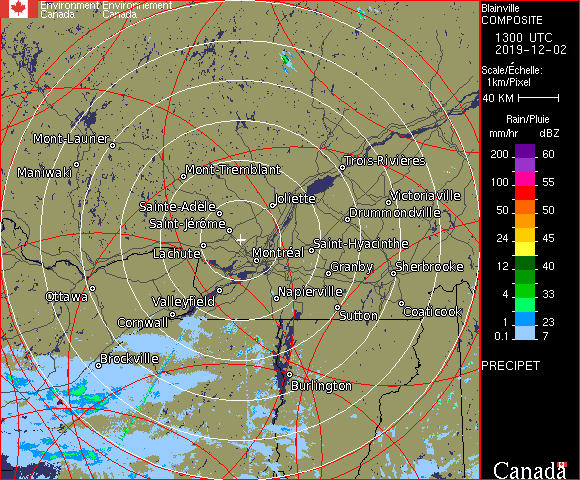 Environment Environnement
Canada Canada
Blainville
COMPOSITE
1300 UTC
2019-12-02
Scale/Échelle:
1km/Pixel
40 KM
Rain/Pluie
mm/hr dBZ
200 60
100 55
50 50
24 45
12 40
4 33
1 23
0.1 7
PRECIPET
Canada
Mont-Laurier
Maniwaki
Mont-Tremblant
Trois-Rivières
Joliette
Victoriaville
Sainte-Adèle
Drummondville
Saint-Jérôme
Lachute
Montréal
Saint-Hyacinthe
Granby
Sherbrooke
Ottawa
Valleyfield
Napierville
Cornwall
Sutton
Coaticook
Brockville
Burlington